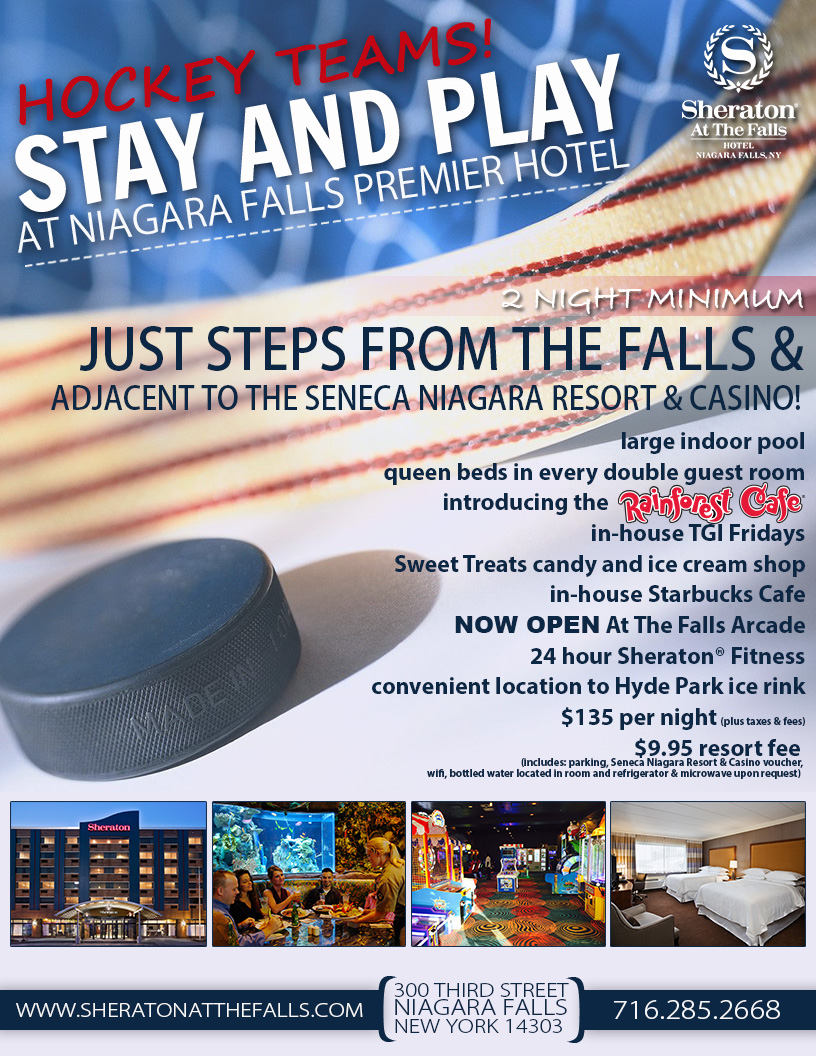 HOCKEY TEAMS!
STAY AND PLAY
AT NIAGARA FALLS PREMIER HOTEL
S
Sheraton®
At The Falls
HOTEL
NIAGARA FALLS, NY
2 NIGHT MINIMUM
JUST STEPS FROM THE FALLS &
ADJACENT TO THE SENECA NIAGARA RESORT & CASINO!
large indoor pool
queen beds in every double guest room
introducing the Rainforest Cafe®
in-house TGI Fridays
Sweet Treats candy and ice cream shop
in-house Starbucks Cafe
NOW OPEN At The Falls Arcade
24 hour Sheraton® Fitness
convenient location to Hyde Park ice rink
$135 per night (plus taxes & fees)
$9.95 resort fee
(includes: parking, Seneca Niagara Resort & Casino voucher,
wifi, bottled water located in room and refrigerator & microwave upon request)
MADE IN
Sheraton
WWW.SHERATONATTHEFALLS.COM
300 THIRD STREET
NIAGARA FALLS
NEW YORK 14303
716.285.2668